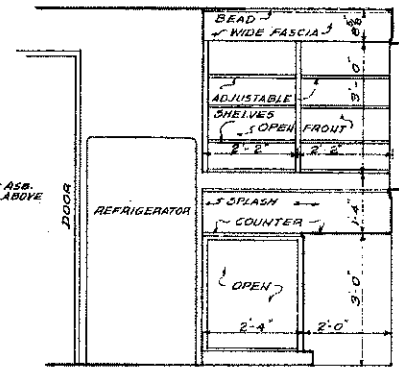 BEAD
WIDE FASCIA
8"
3'-0"
ADJUSTABLE
SHELVES
OPEN FRONT
2'-2" 2'-2"
ASB.
ABOVE
DOOR
REFRIGERATOR
SPLASH
1'-4"
COUNTER
OPEN
3'-0"
2'-4" 2'-0"